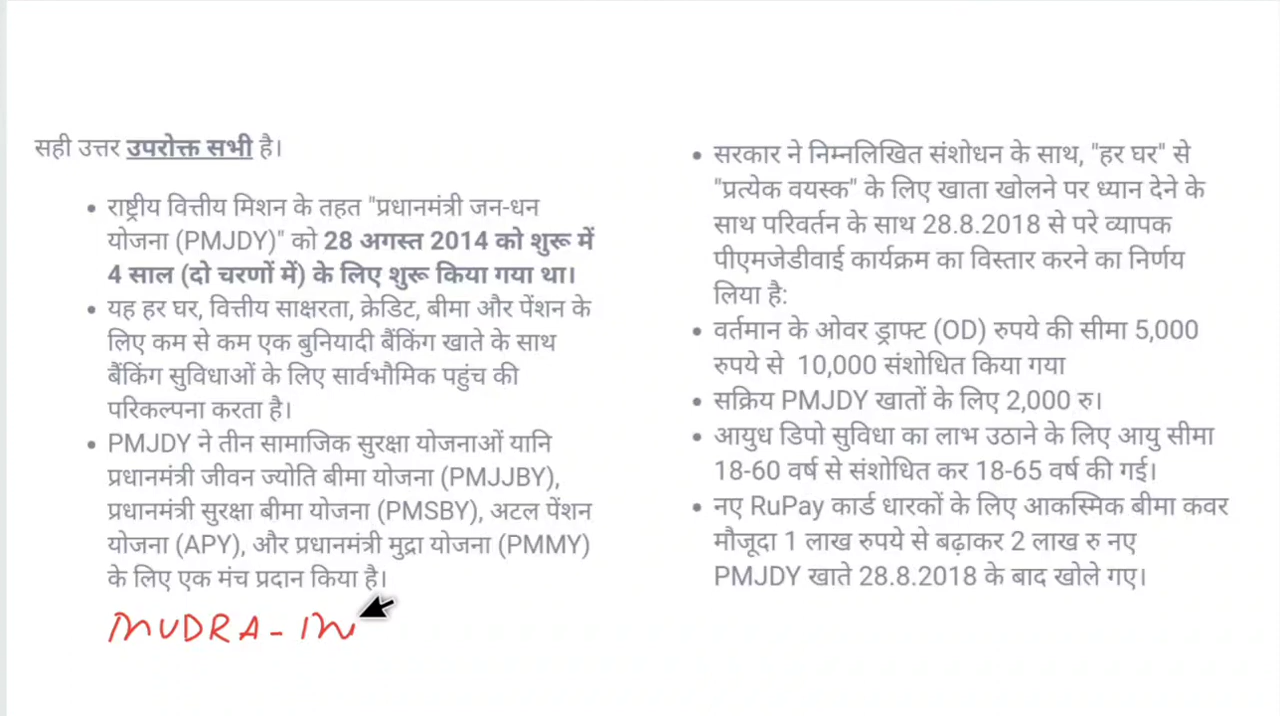 सही उत्तर उपरोक्त सभी है।
• राष्ट्रीय वित्तीय मिशन के तहत "प्रधानमंत्री जन-धन
योजना (PMJDY)" को 28 अगस्त 2014 को शुरू में
4 साल (दो चरणों में) के लिए शुरू किया गया था।
• यह हर घर, वित्तीय साक्षरता, क्रेडिट, बीमा और पेंशन के
लिए कम से कम एक बुनियादी बैंकिंग खाते के साथ
बैंकिंग सुविधाओं के लिए सार्वभौमिक पहुंच की
परिकल्पना करता है।
• PMJDY ने तीन सामाजिक सुरक्षा योजनाओं यानि
प्रधानमंत्री जीवन ज्योति बीमा योजना (PMJJBY),
प्रधानमंत्री सुरक्षा बीमा योजना (PMSBY), अटल पेंशन
योजना (APY), और प्रधानमंत्री मुद्रा योजना (PMMY)
के लिए एक मंच प्रदान किया है।
MUDRA-IN
• सरकार ने निम्नलिखित संशोधन के साथ, "हर घर" से
"प्रत्येक वयस्क" के लिए खाता खोलने पर ध्यान देने के
साथ परिवर्तन के साथ 28.8.2018 से परे व्यापक
पीएमजेडीवाई कार्यक्रम का विस्तार करने का निर्णय
लिया है:
• वर्तमान के ओवर ड्राफ्ट (OD) रुपये की सीमा 5,000
रुपये से 10,000 संशोधित किया गया
• सक्रिय PMJDY खातों के लिए 2,000 रु।
• आयुध डिपो सुविधा का लाभ उठाने के लिए आयु सीमा
18-60 वर्ष से संशोधित कर 18-65 वर्ष की गई।
• नए RuPay कार्ड धारकों के लिए आकस्मिक बीमा कवर
मौजूदा 1 लाख रुपये से बढ़ाकर 2 लाख रु नए
PMJDY खाते 28.8.2018 के बाद खोले गए।